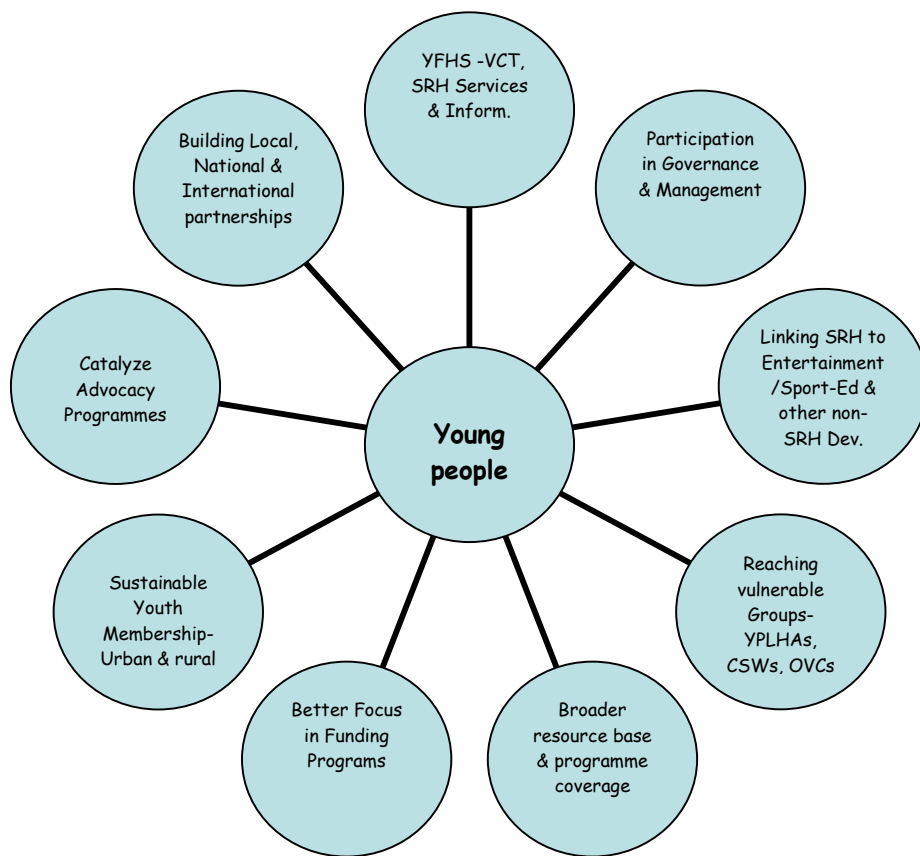 YFHS -VCT,
SRH Services
& Inform.
Participation
in Governance
& Management
Linking SRH to
Entertainment
/Sport-Ed &
other non-
SRH Dev.
Reaching
vulnerable
Groups-
YPLHAs,
CSWs, OVCs
Broader
resource base
& programme
coverage
Better Focus
in Funding
Programs
Sustainable
Youth
Membership-
Urban & rural
Catalyze
Advocacy
Programmes
Building Local,
National &
International
partnerships
Young
people